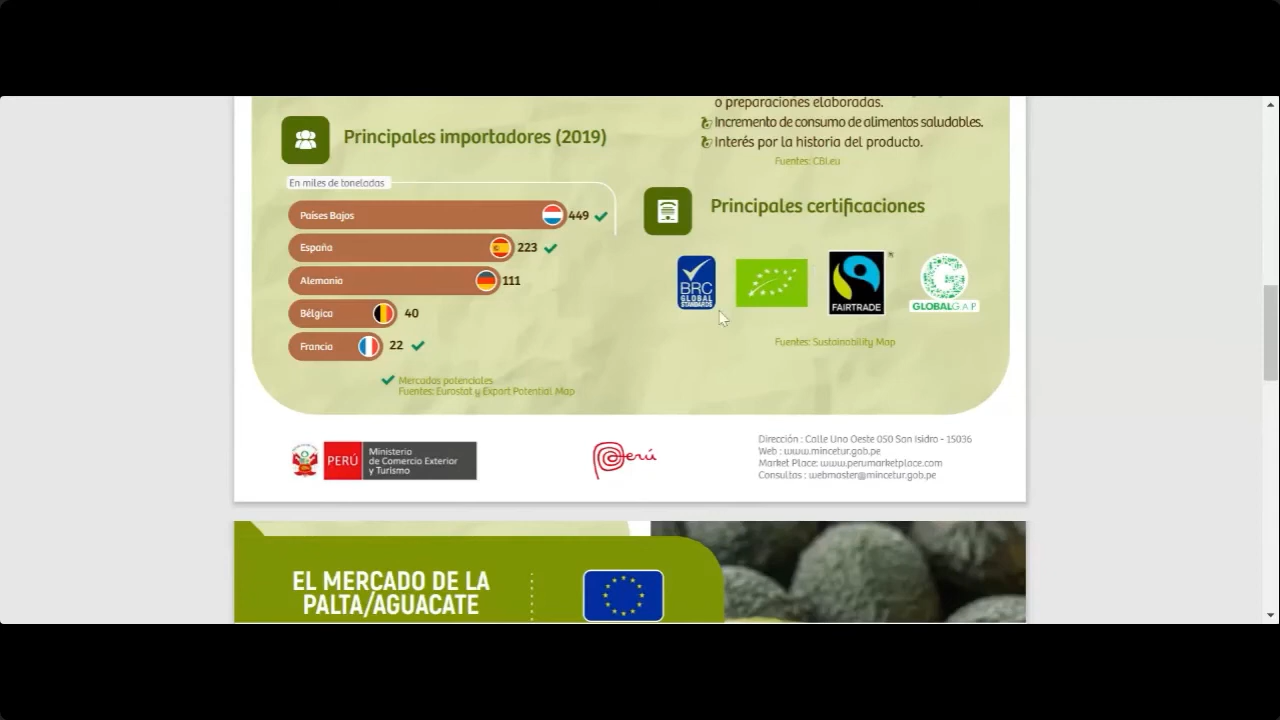 o preparaciones elaboradas.
Incremento de consumo de alimentos saludables.
Interés por la historia del producto.
Fuentes: CBI.eu
Principales importadores (2019)
En miles de toneladas
Países Bajos 449
España 223
Alemania 111
Bélgica 40
Francia 22
Mercados potenciales
Fuentes: Eurostat y Export Potential Map
Principales certificaciones
BRC
GLOBAL
STANDARDS
FAIRTRADE
GLOBALG.A.P
Fuentes: Sustainability Map
PERÚ
Ministerio
de Comercio Exterior
y Turismo
Perú
Dirección : Calle Uno Oeste 050 San Isidro - 15036
Web : www.mincetur.gob.pe
Market Place: www.perumarketplace.com
Consultas : webmaster@mincetur.gob.pe
EL MERCADO DE LA
PALTA/AGUACATE